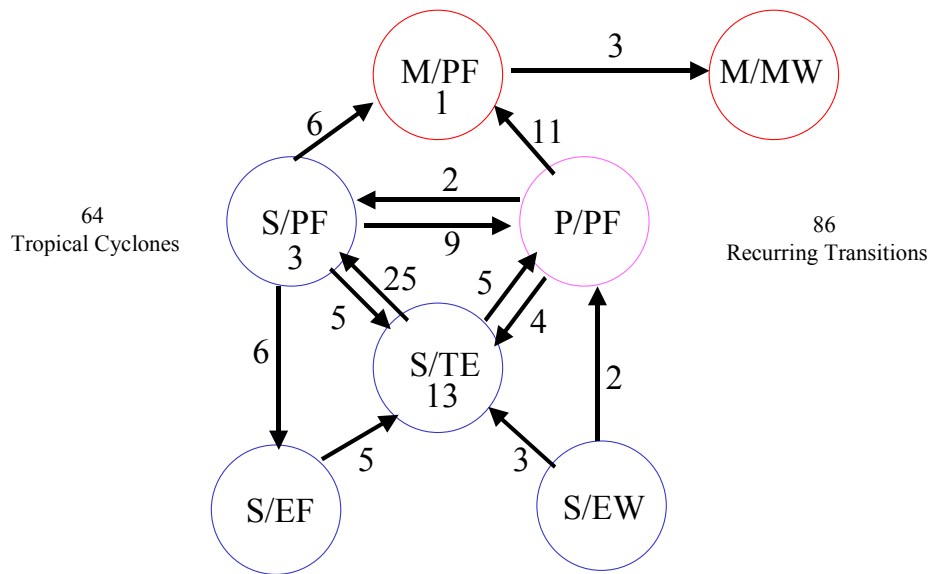 3
M/PF
1
M/MW
6
11
2
64
Tropical Cyclones
S/PF
3
9
P/PF
86
Recurring Transitions
25
5
5
4
6
S/TE
13
2
5
3
S/EF
S/EW